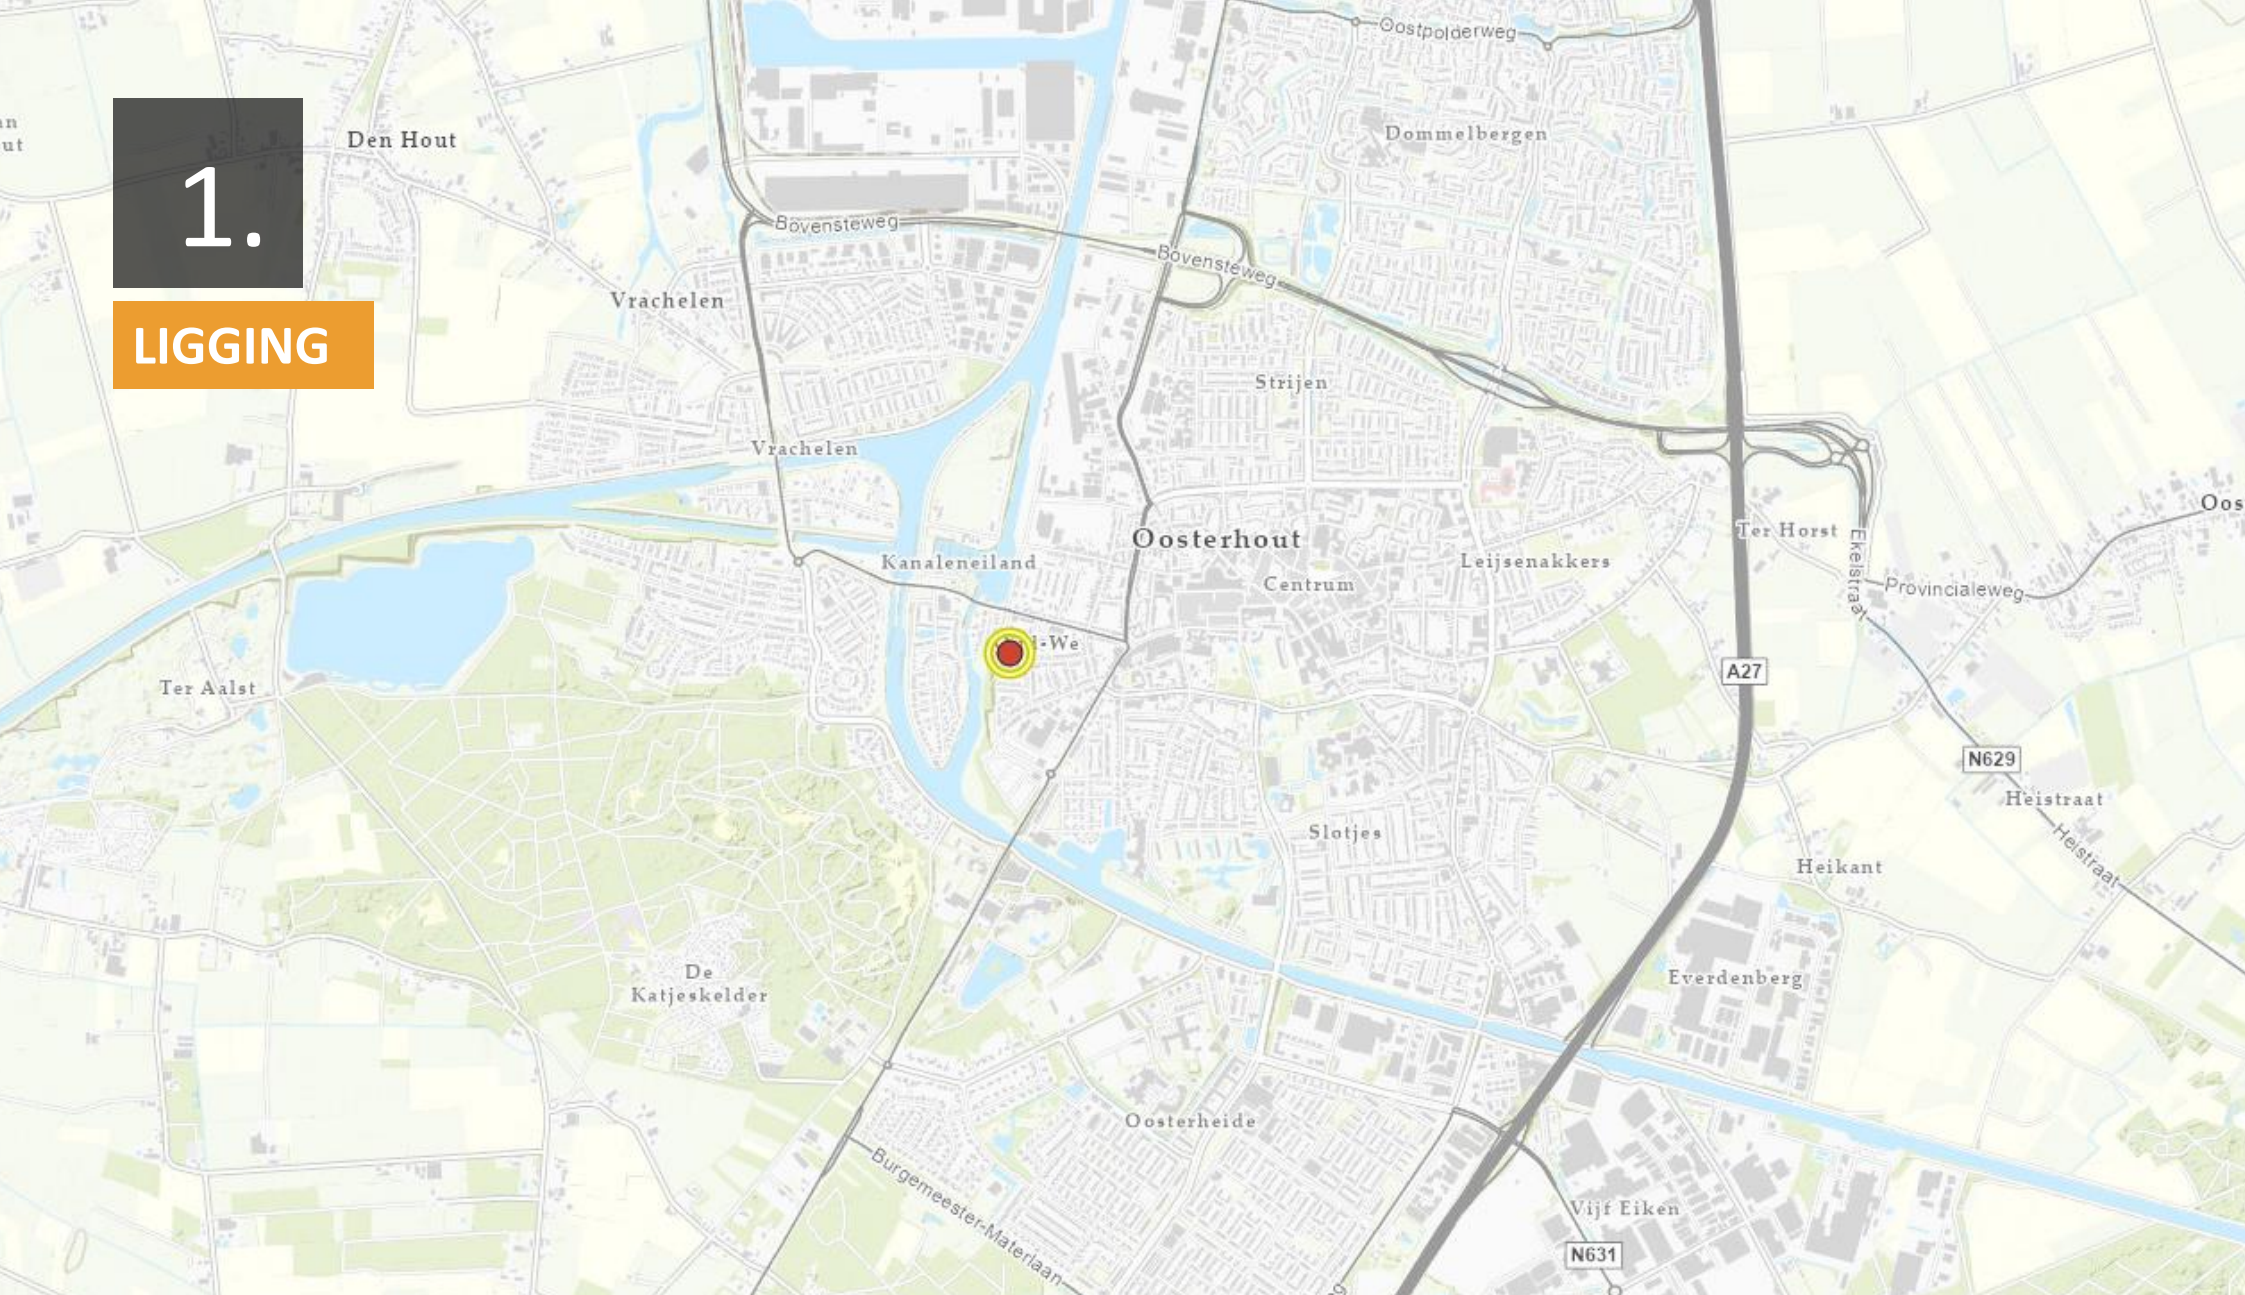 1.
LIGGING
Oostpolderweg
Den Hout
Dommelbergen
Bovensteweg
Bovensteweg
Vrachelen
Strijen
Vrachelen
Oosterhout
Kanaleneiland
Centrum
Leijsenakkers
Ter Horst
Ekelstraat
Provincialeweg
-We
A27
Ter Aalst
N629
Heistraat
Heistraat
Slotjes
Heikant
De
Katjeskelder
Everdenberg
Oosterheide
Burgemeester-Materlaan
Vijf Eiken
N631